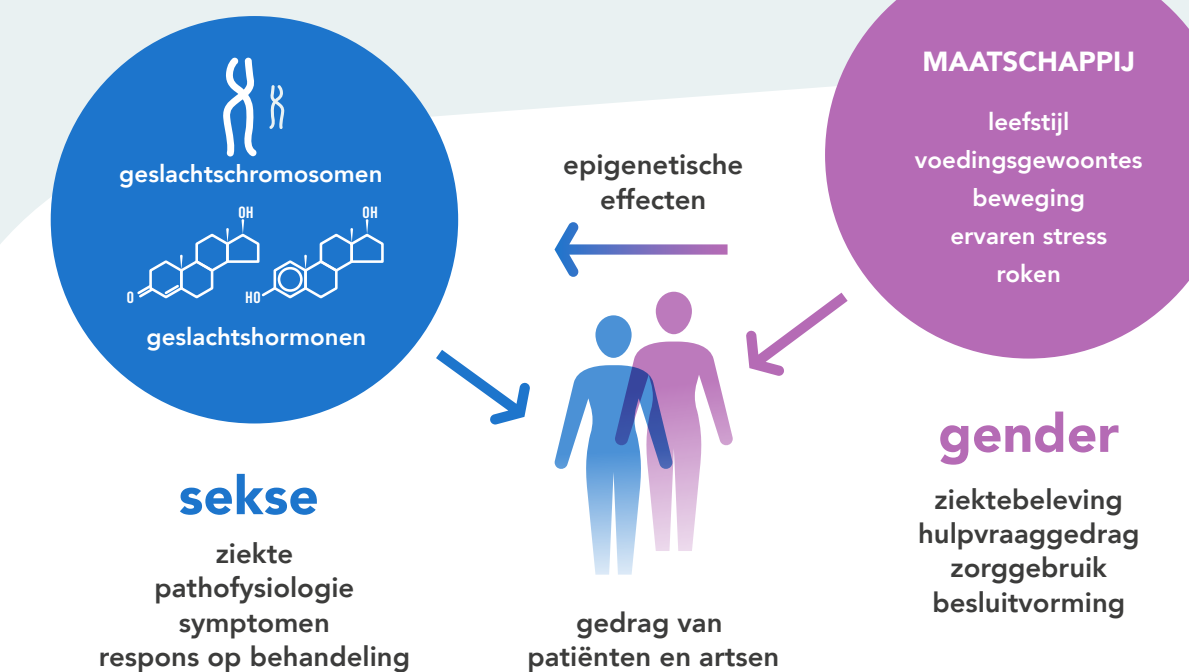 geslachtschromosomen
OH
OH
O
HO
geslachtshormonen
sekse
ziekte
pathofysiologie
symptomen
respons op behandeling
epigenetische
effecten
gedrag van
patiënten en artsen
MAATSCHAPPIJ
leefstijl
voedingsgewoontes
beweging
ervaren stress
roken
gender
ziektebeleving
hulpvraaggedrag
zorggebruik
besluitvorming